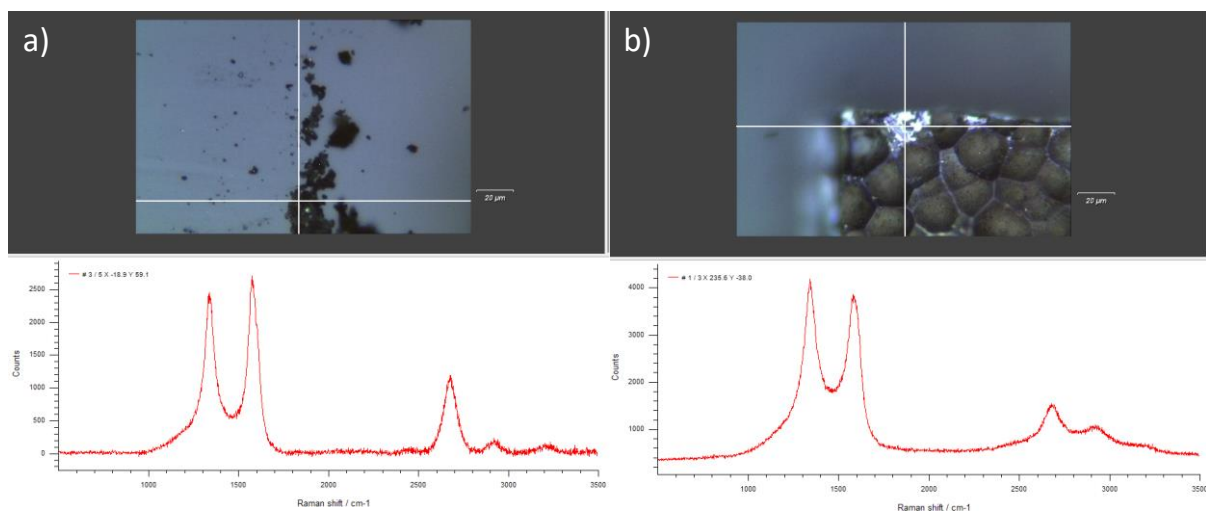 a)
20 µm
# 3 / 5 X -18.9 Y 59.1
Counts
2500
2000
1500
1000
500
0
1000
1500
2000
2500
3000
3500
Raman shift / cm-1
b)
20 µm
# 1 / 3 X 235.6 Y -38.0
Counts
4000
3000
2000
1000
1000
1500
2000
2500
3000
3500
Raman shift / cm-1